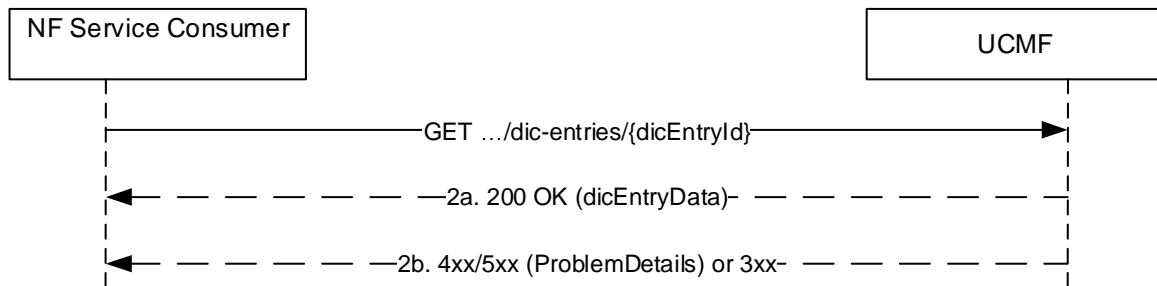 NF Service Consumer
UCMF
GET …/dic-entries/{dicEntryId}
2a. 200 OK (dicEntryData)
2b. 4xx/5xx (ProblemDetails) or 3xx